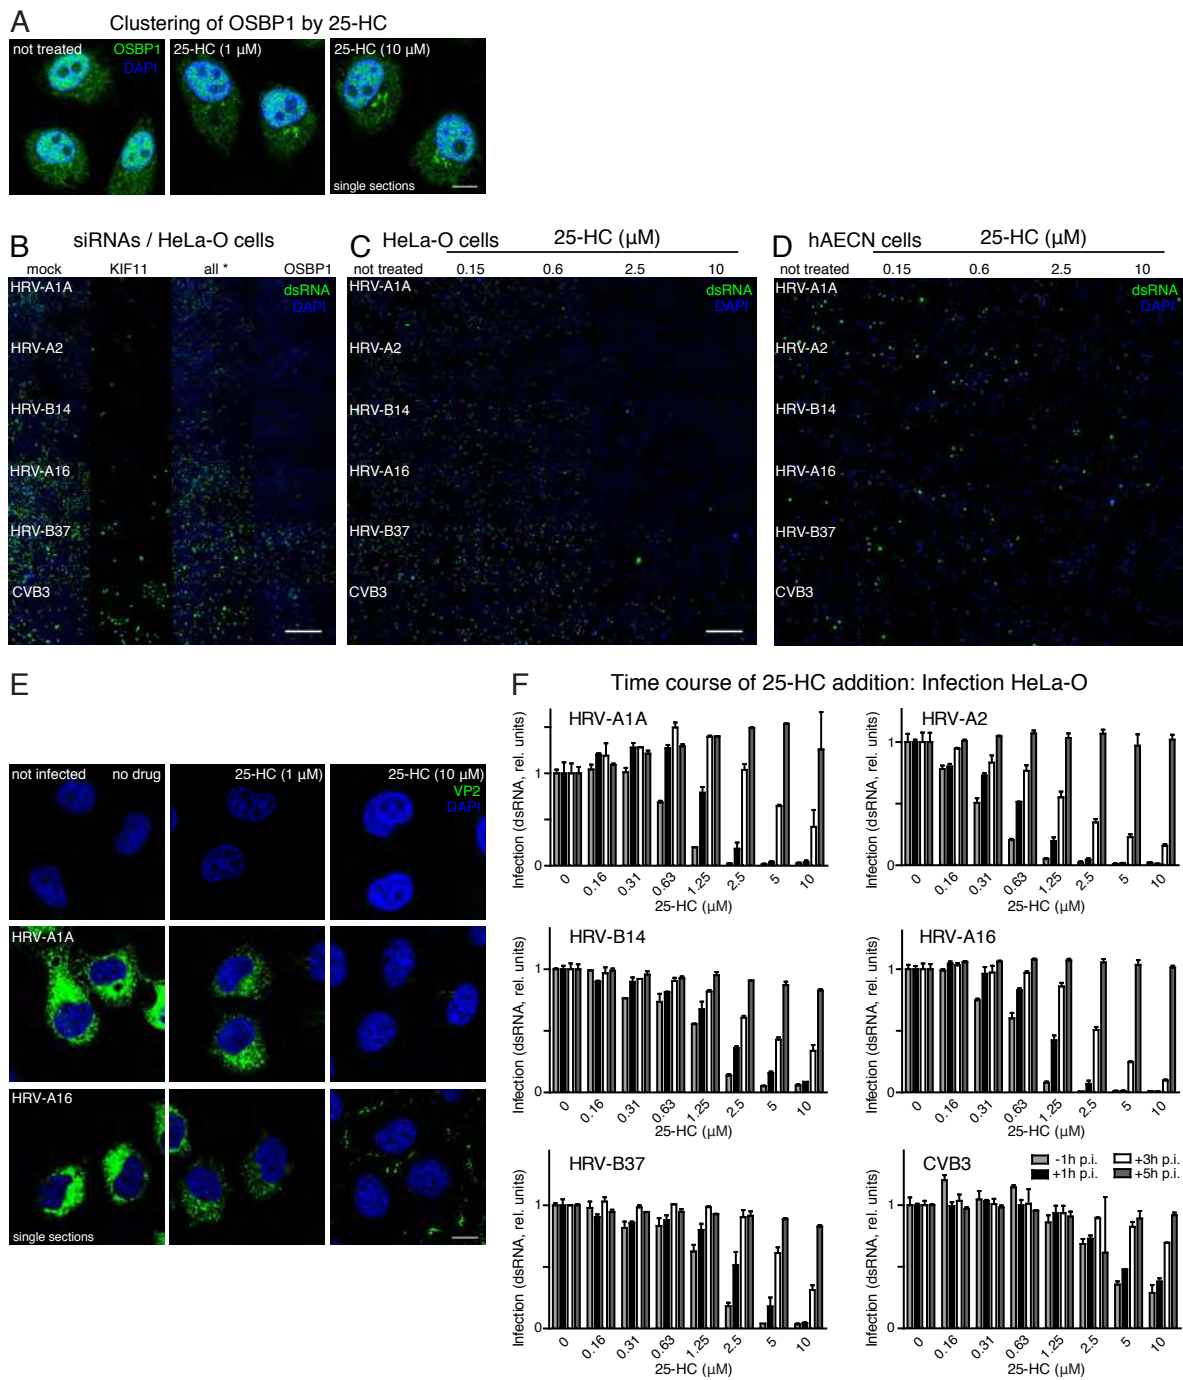 A
Clustering of OSBP1 by 25-HC
not treated
OSBP1
DAPI
25-HC (1 µM)
25-HC (10 µM)
single sections
B
siRNAs / HeLa-O cells
mock KIF11 all * OSBP1
dsRNA
DAPI
HRV-A1A
HRV-A2
HRV-B14
HRV-A16
HRV-B37
CVB3
C
HeLa-O cells
25-HC (µM)
not treated 0.15 0.6 2.5 10
dsRNA
DAPI
HRV-A1A
HRV-A2
HRV-B14
HRV-A16
HRV-B37
CVB3
D
hAECN cells
25-HC (µM)
not treated 0.15 0.6 2.5 10
dsRNA
DAPI
HRV-A1A
HRV-A2
HRV-B14
HRV-A16
HRV-B37
CVB3
E
not infected no drug
25-HC (1 µM)
25-HC (10 µM)
VP2
DAPI
HRV-A1A
HRV-A16
single sections
F
Time course of 25-HC addition: Infection HeLa-O
HRV-A1A
Infection (dsRNA, rel. units)
1
0
0 0.16 0.31 0.63 1.25 2.5 5 10
25-HC (µM)
HRV-A2
Infection (dsRNA, rel. units)
1
0
0 0.16 0.31 0.63 1.25 2.5 5 10
25-HC (µM)
HRV-B14
Infection (dsRNA, rel. units)
1
0
0 0.16 0.31 0.63 1.25 2.5 5 10
25-HC (µM)
HRV-A16
Infection (dsRNA, rel. units)
1
0
0 0.16 0.31 0.63 1.25 2.5 5 10
25-HC (µM)
HRV-B37
Infection (dsRNA, rel. units)
1
0
0 0.16 0.31 0.63 1.25 2.5 5 10
25-HC (µM)
CVB3
-1h p.i. +3h p.i.
+1h p.i. +5h p.i.
Infection (dsRNA, rel. units)
1
0
0 0.16 0.31 0.63 1.25 2.5 5 10
25-HC (µM)